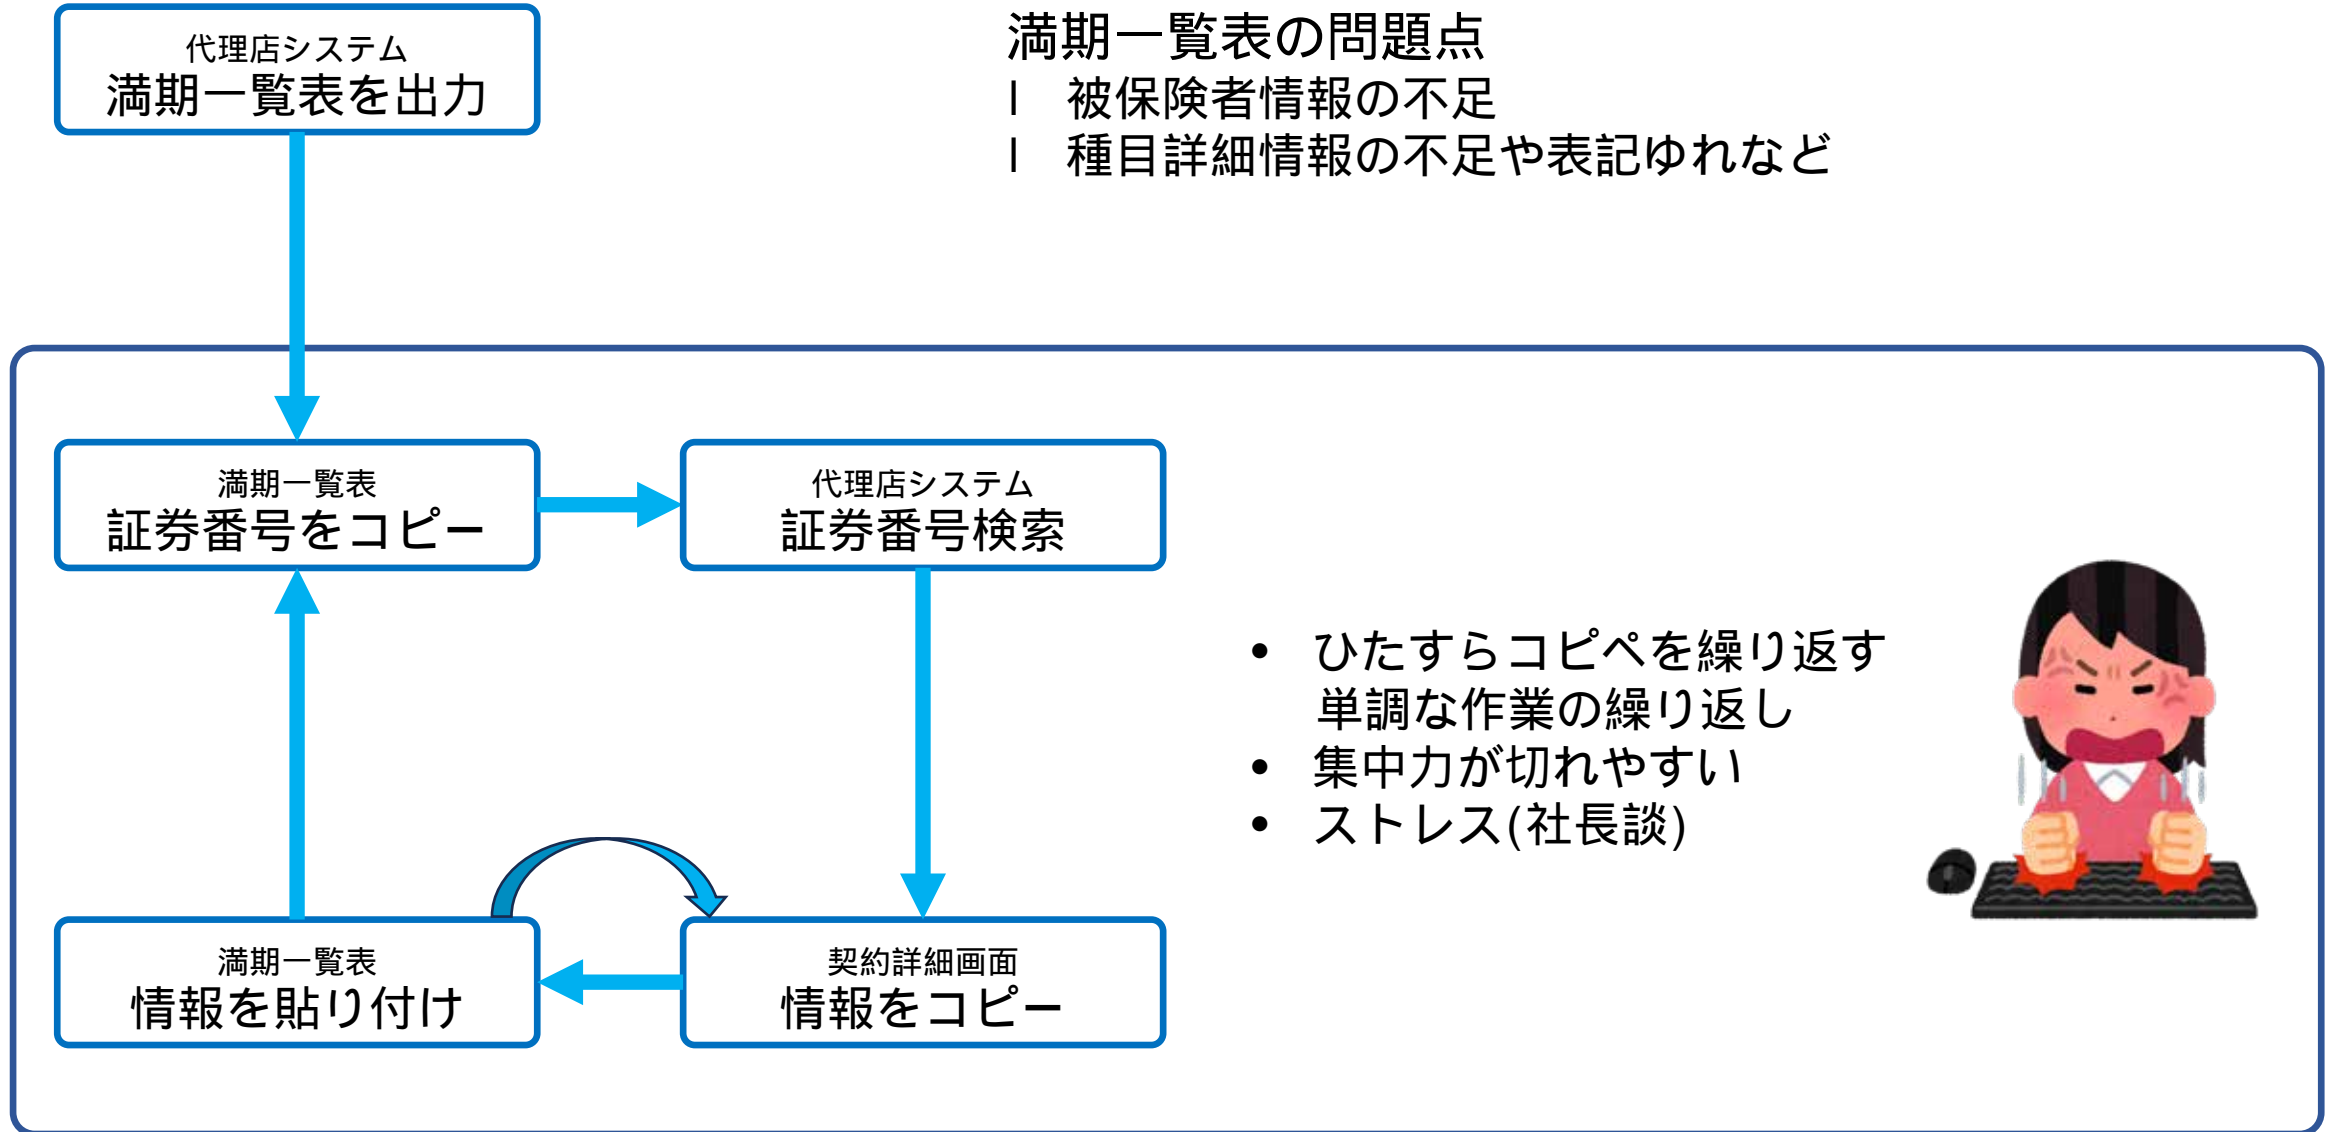 代理店システム
満期一覧表を出力
満期一覧表の問題点
l 被保険者情報の不足
l 種目詳細情報の不足や表記ゆれなど
満期一覧表
証券番号をコピー
代理店システム
証券番号検索
• ひたすらコピペを繰り返す
単調な作業の繰り返し
• 集中力が切れやすい
• ストレス(社長談)
満期一覧表
情報を貼り付け
契約詳細画面
情報をコピー